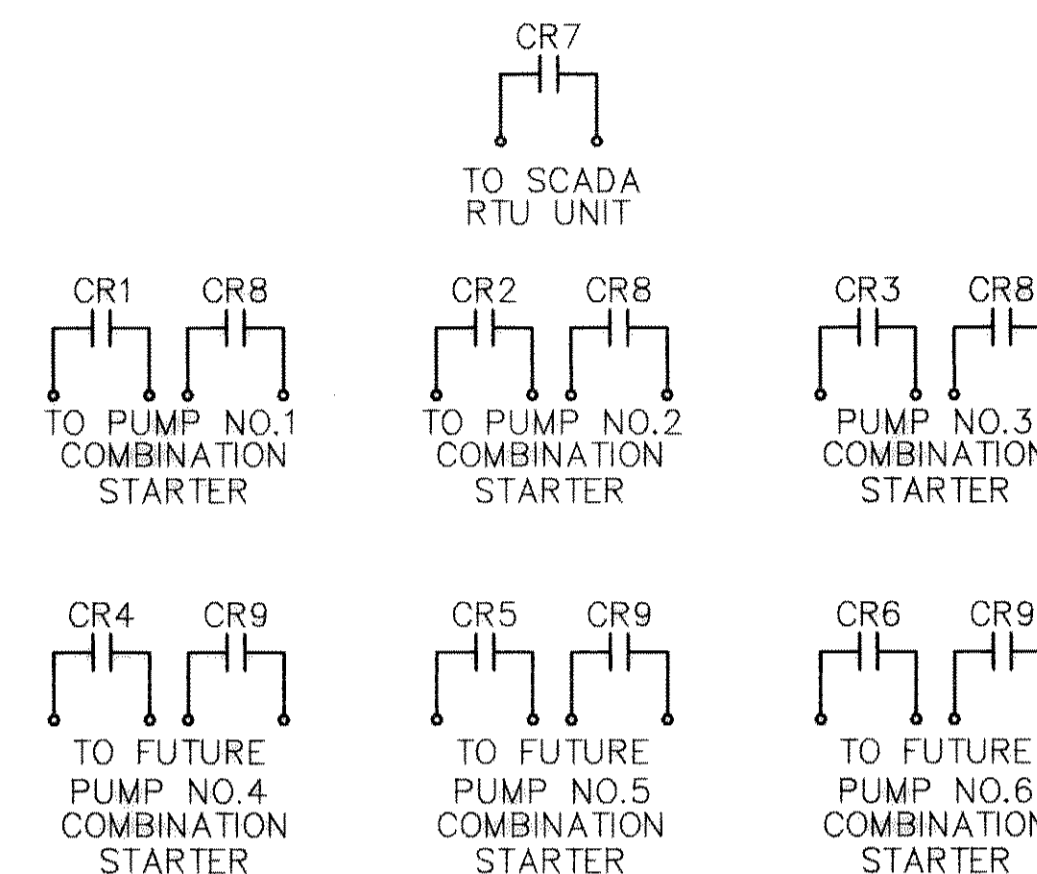 CR7
TO SCADA
RTU UNIT
CR1 CR8
TO PUMP NO.1
COMBINATION
STARTER
CR2 CR8
TO PUMP NO.2
COMBINATION
STARTER
CR3 CR8
PUMP NO.3
COMBINATION
STARTER
CR4 CR9
TO FUTURE
PUMP NO.4
COMBINATION
STARTER
CR5 CR9
TO FUTURE
PUMP NO.5
COMBINATION
STARTER
CR6 CR9
TO FUTURE
PUMP NO.6
COMBINATION
STARTER